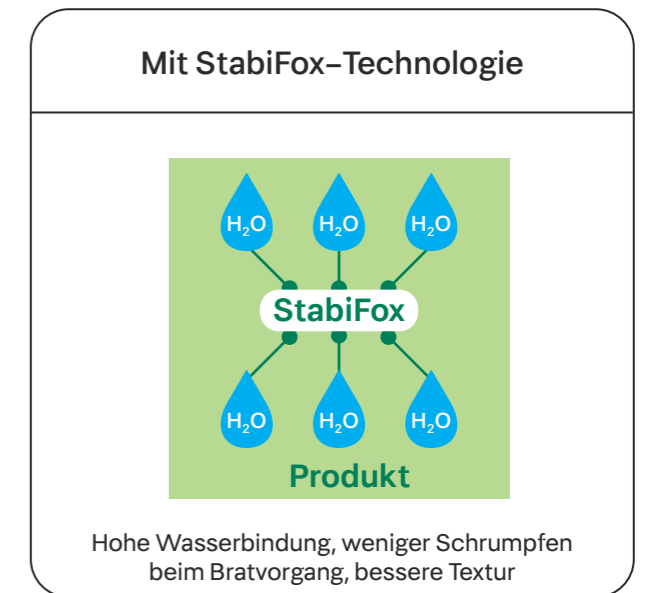 Mit StabiFox–Technologie
H₂O H₂O H₂O
StabiFox
H₂O H₂O H₂O
Produkt
Hohe Wasserbindung, weniger Schrumpfen
beim Bratvorgang, bessere Textur